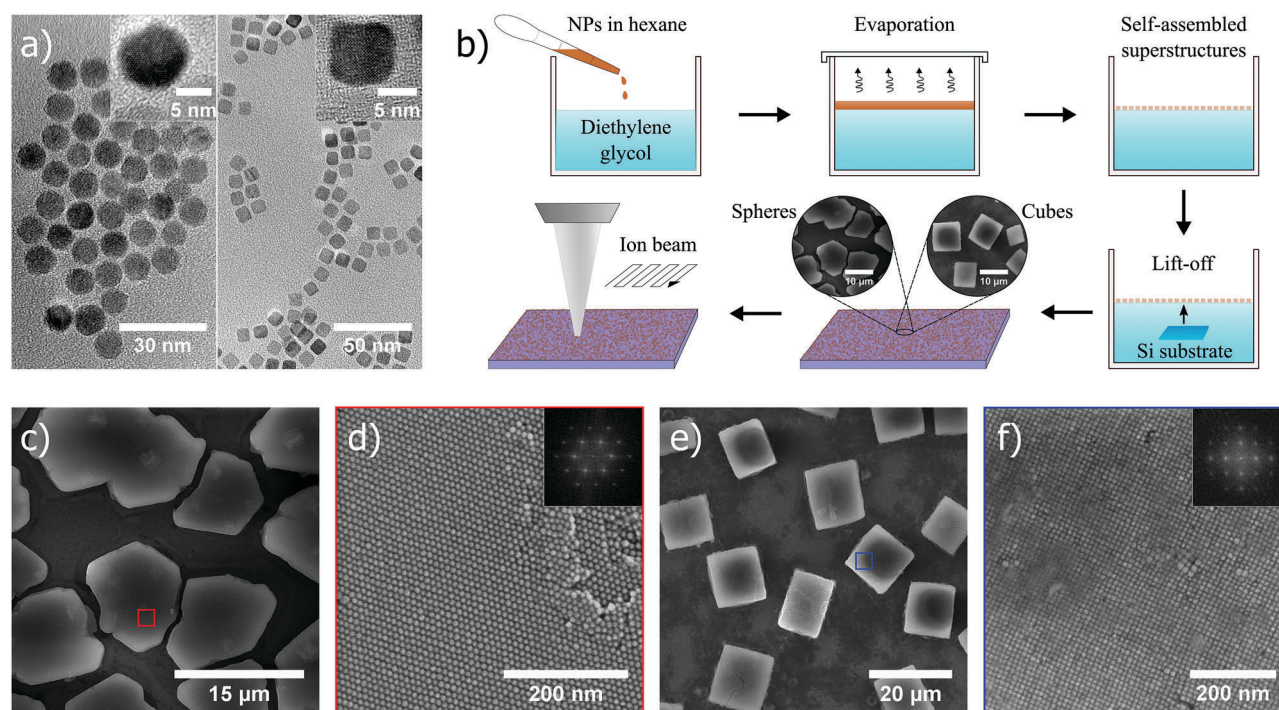 a)
5 nm
5 nm
30 nm
50 nm
b)
NPs in hexane
Diethylene
glycol
Evaporation
Self-assembled
superstructures
Lift-off
Si substrate
Spheres
10 µm
Cubes
10 µm
Ion beam
c)
15 µm
d)
200 nm
e)
20 µm
f)
200 nm